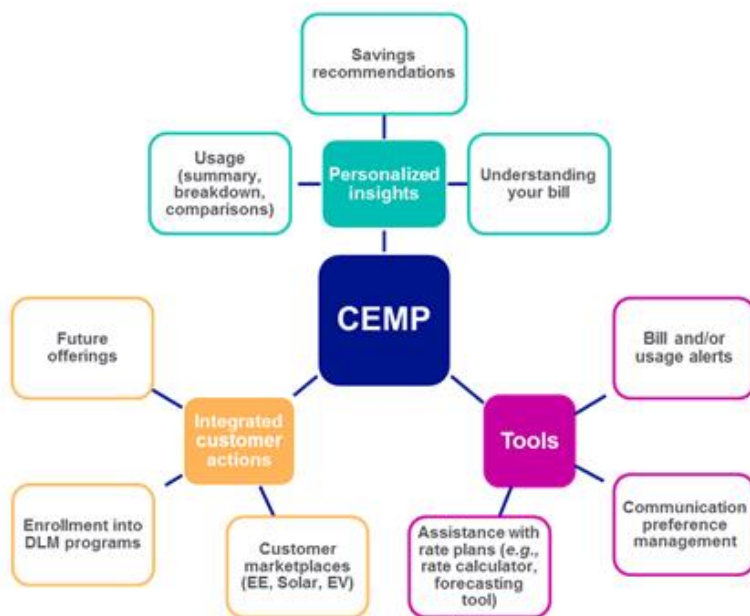 Savings
recommendations
Usage
(summary,
breakdown,
comparisons)
Personalized
insights
Understanding
your bill
CEMP
Future
offerings
Bill and/or
usage alerts
Integrated
customer
actions
Tools
Enrollment into
DLM programs
Customer
marketplaces
(EE, Solar, EV)
Assistance with
rate plans (e.g.,
rate calculator,
forecasting
tool)
Communication
preference
management